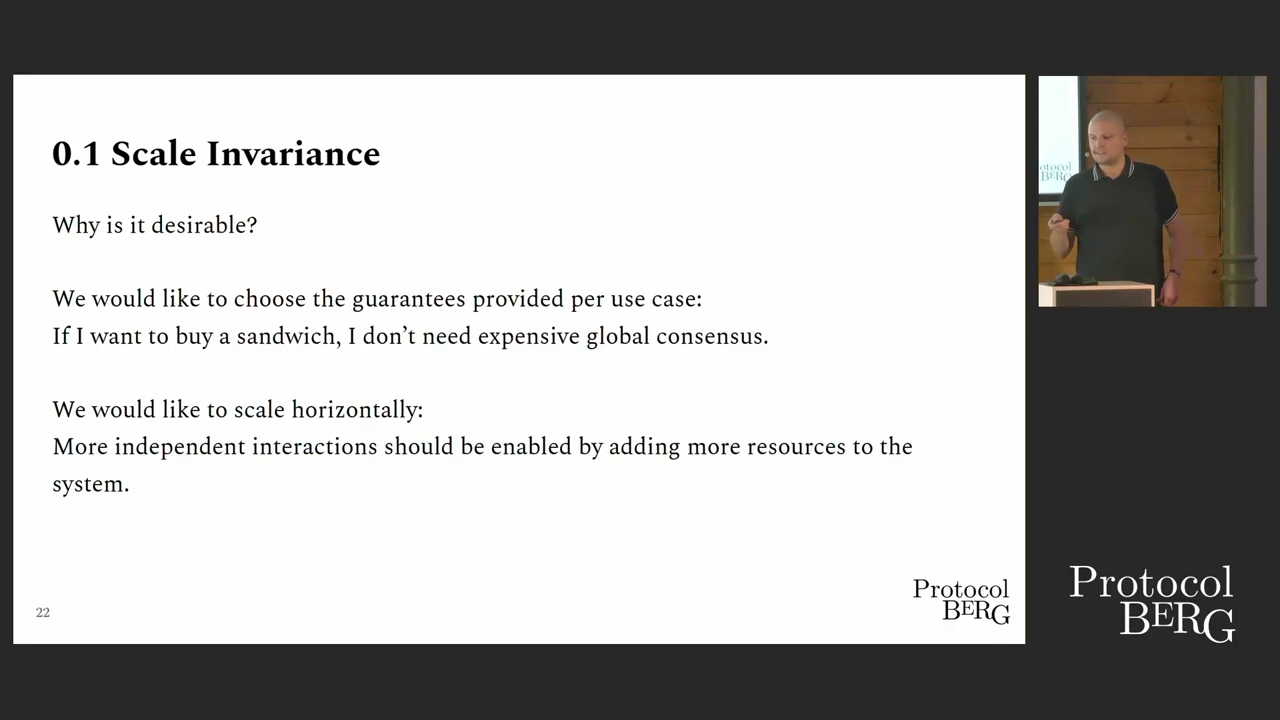 0.1 Scale Invariance
Why is it desirable?
We would like to choose the guarantees provided per use case:
If I want to buy a sandwich, I don’t need expensive global consensus.
We would like to scale horizontally:
More independent interactions should be enabled by adding more resources to the
system.
22
Protocol
BERG
otocol
BERG
Protocol
BERG